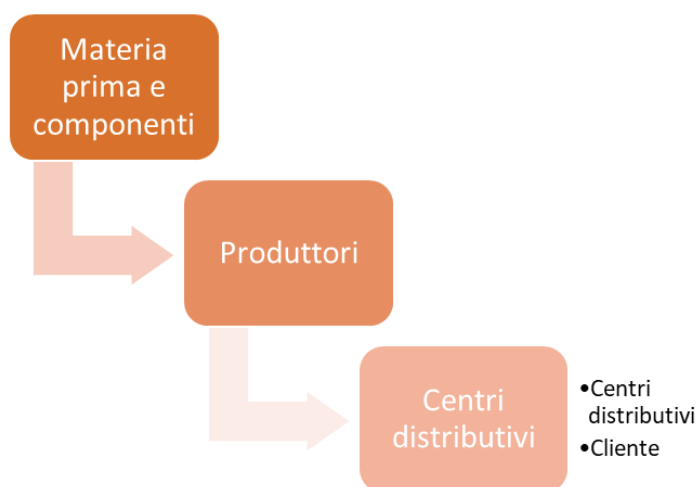 Materia
prima e
componenti
Produttori
Centri
distributivi
•Centri
distributivi
•Cliente